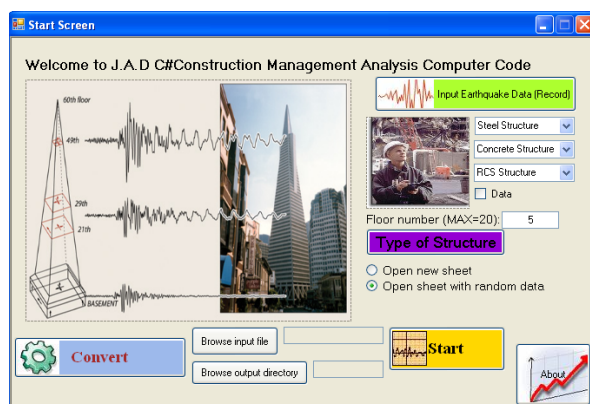 Start Screen
Welcome to J.A.D C#Construction Management Analysis Computer Code
60th floor
49th
29th
21th
BASEMENT
Input Earthquake Data (Record)
Steel Structure
Concrete Structure
RCS Structure
Data
Floor number (MAX=20): 5
Type of Structure
Open new sheet
Open sheet with random data
Convert
Browse input file
Browse output directory
Start
About